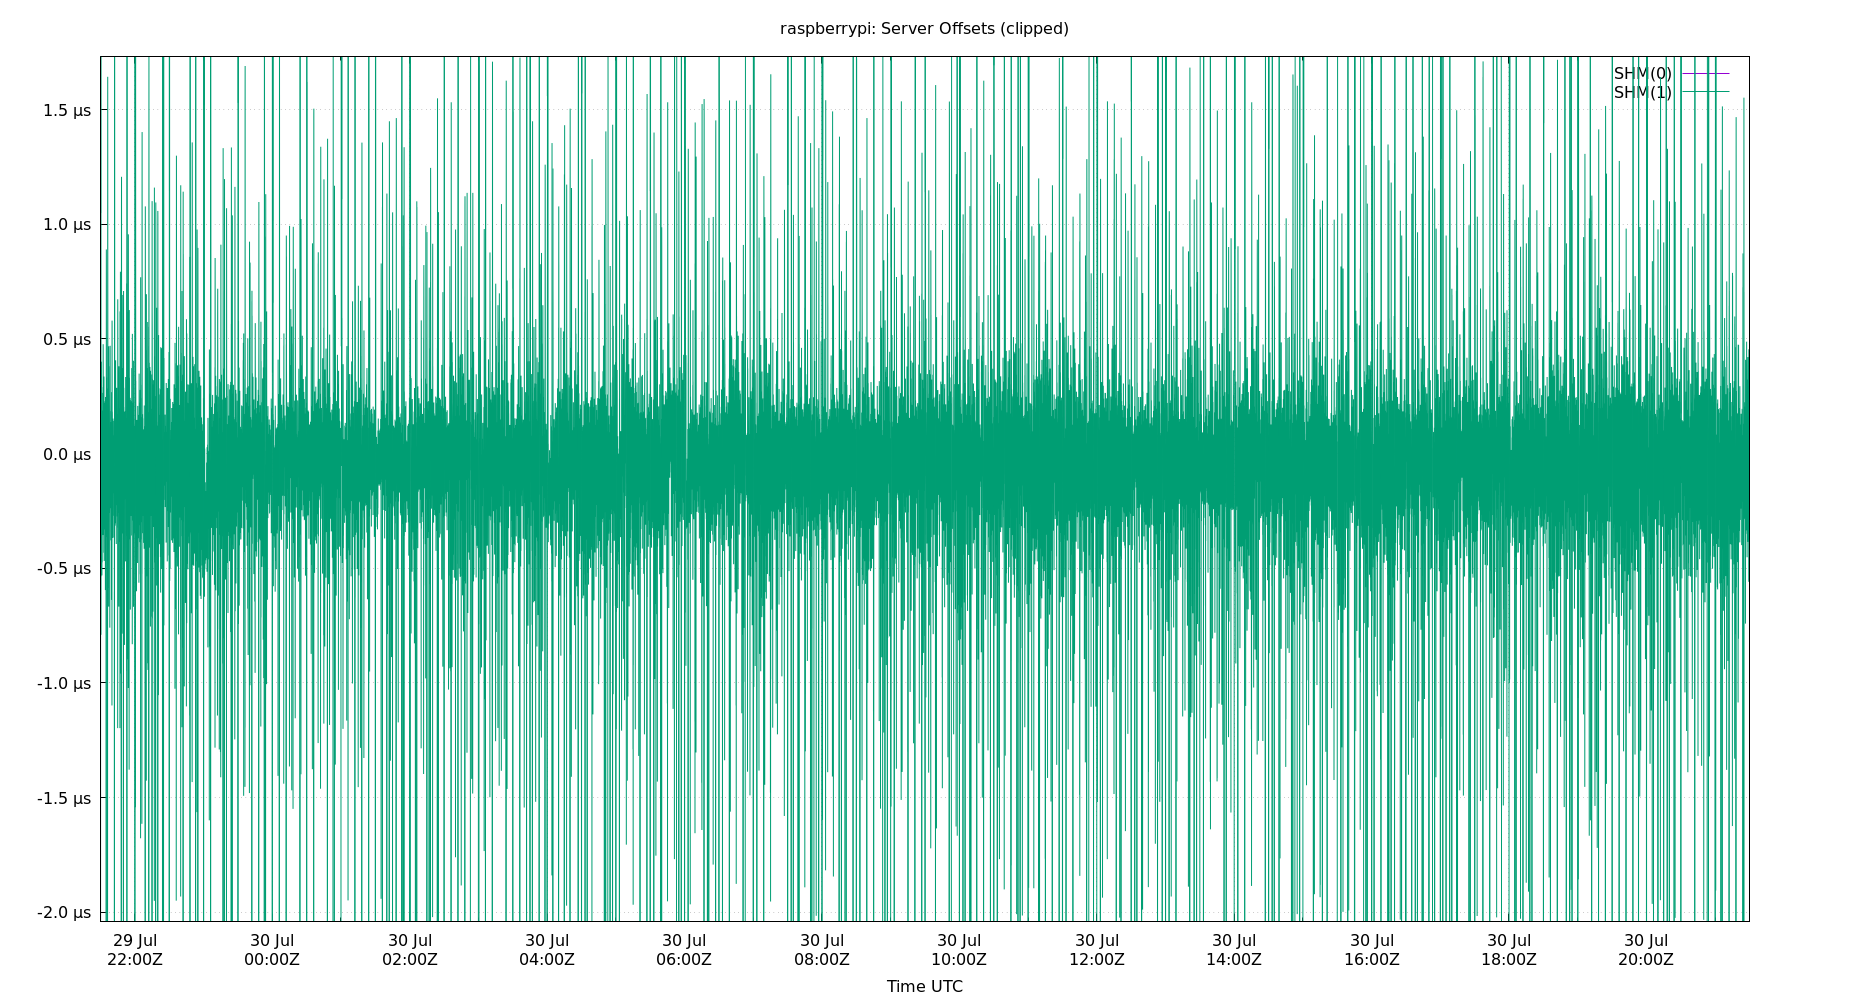 raspberrypi: Server Offsets (clipped)
SHM(0)
SHM(1)
1.5 µs
1.0 µs
0.5 µs
0.0 µs
-0.5 µs
-1.0 µs
-1.5 µs
-2.0 µs
29 Jul 30 Jul 30 Jul 30 Jul 30 Jul 30 Jul 30 Jul 30 Jul 30 Jul 30 Jul 30 Jul 30 Jul
22:00Z 00:00Z 02:00Z 04:00Z 06:00Z 08:00Z 10:00Z 12:00Z 14:00Z 16:00Z 18:00Z 20:00Z
Time UTC